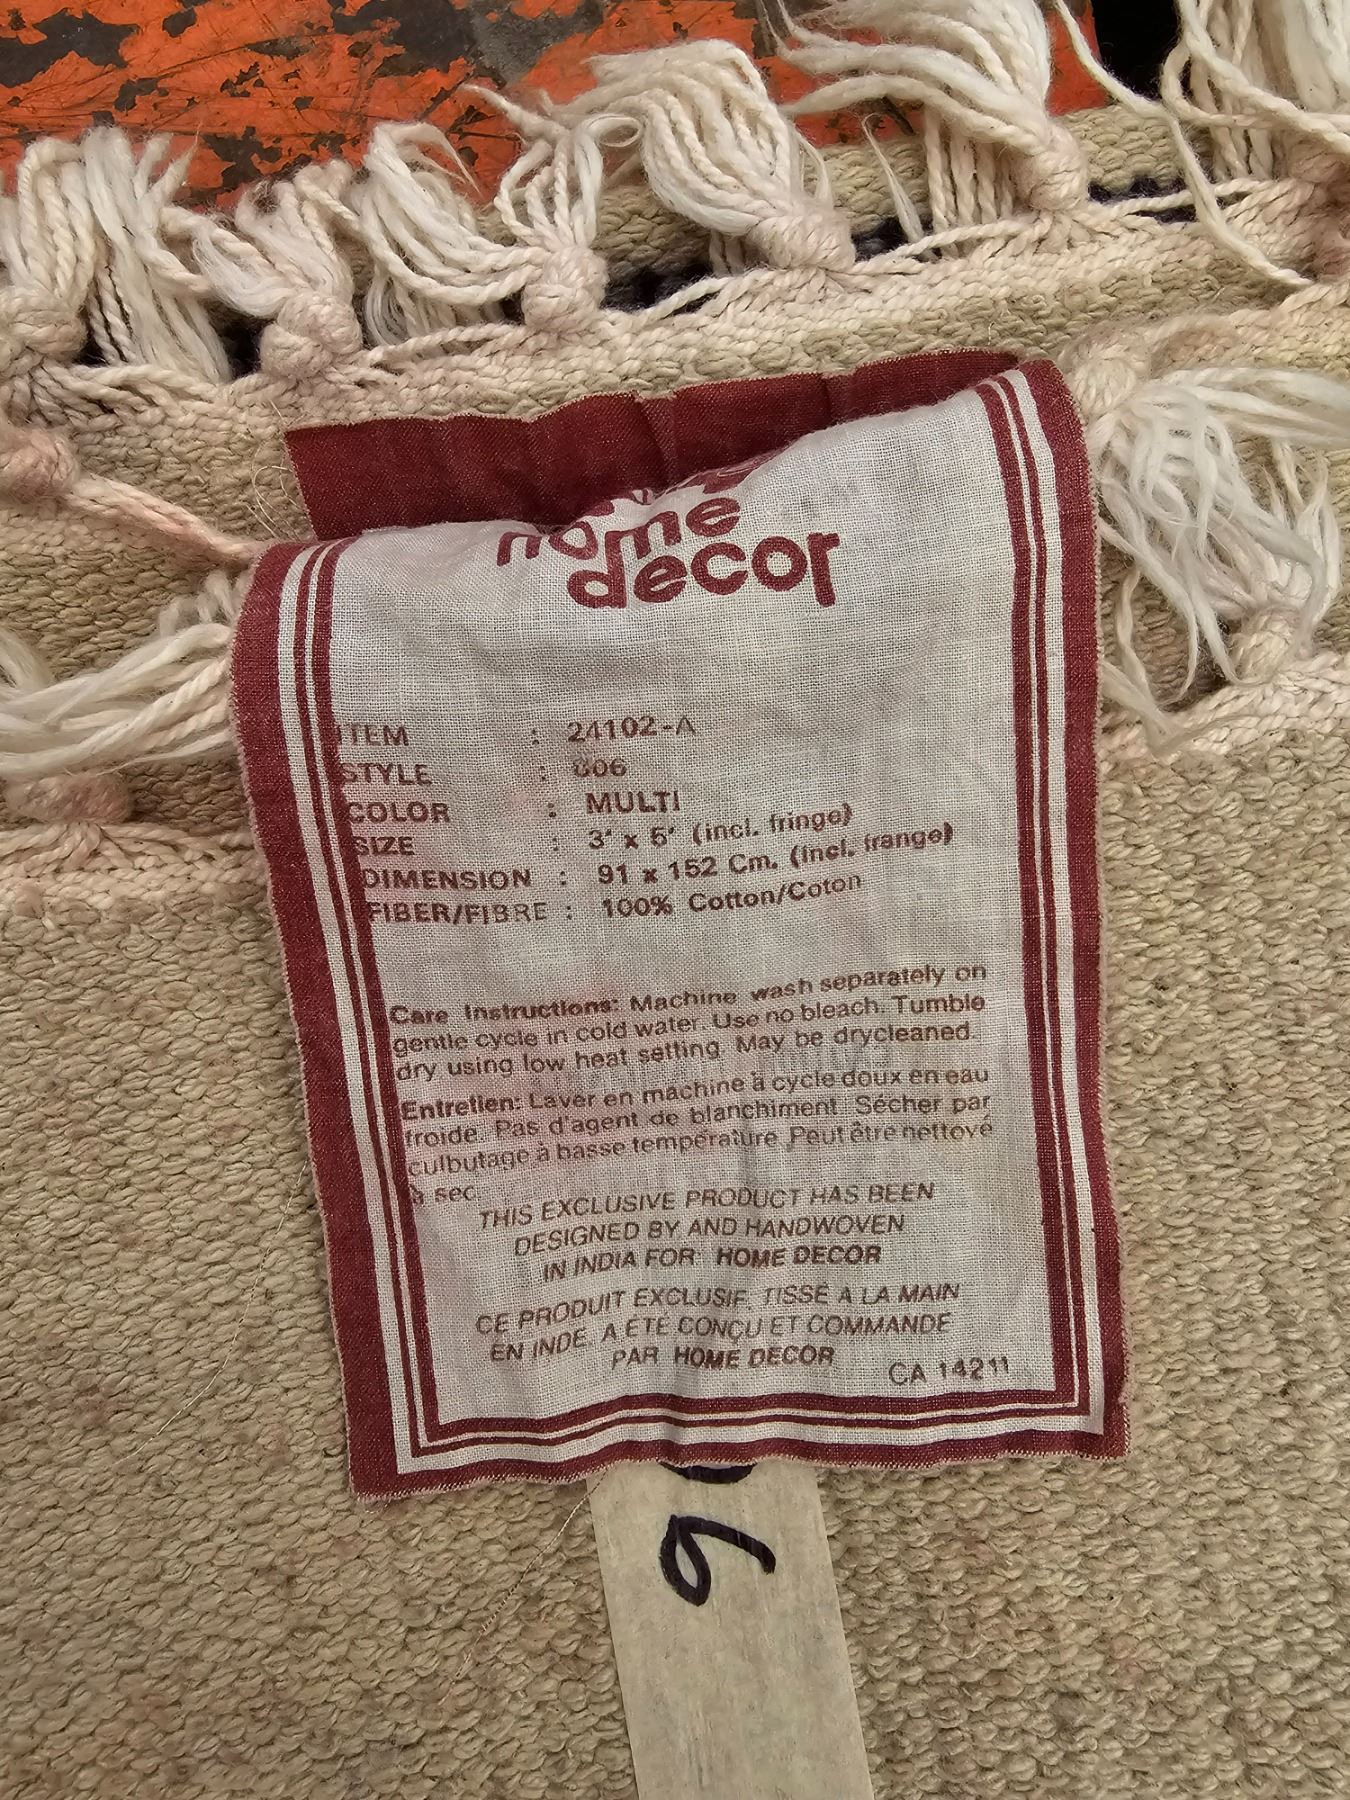 home
decor
ITEM : 24102-A
STYLE : 606
COLOR : MULTI
SIZE : 3' x 5' (incl. fringe)
DIMENSION : 91 x 152 Cm. (incl. frange)
FIBER/FIBRE : 100% Cotton/Coton
Care Instructions: Machine wash separately on
gentle cycle in cold water. Use no bleach. Tumble
dry using low heat setting. May be drycleaned.
Entretien: Laver en machine à cycle doux en eau
froide. Pas d'agent de blanchiment. Sécher par
culbutage à basse température. Peut être nettoyé
à sec.
THIS EXCLUSIVE PRODUCT HAS BEEN
DESIGNED BY AND HANDWOVEN
IN INDIA FOR HOME DECOR
CE PRODUIT EXCLUSIF, TISSÉ A LA MAIN
EN INDE, A ÉTÉ CONÇU ET COMMANDÉ
PAR HOME DECOR
CA 14211